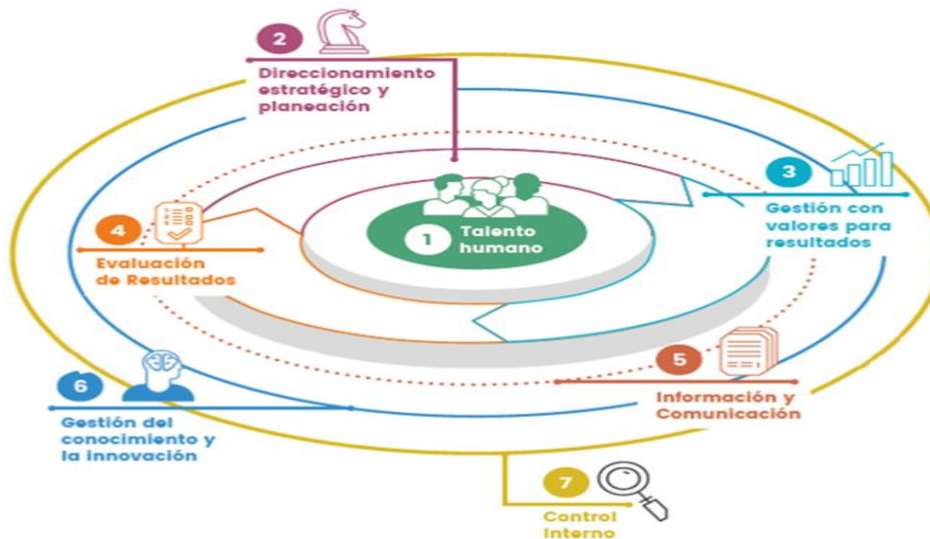 2
Direccionamiento
estratégico y
planeación
3
Gestión con
valores para
resultados
1
Talento
humano
4
Evaluación
de Resultados
5
Información y
Comunicación
6
Gestión del
conocimiento y
la innovación
7
Control
Interno